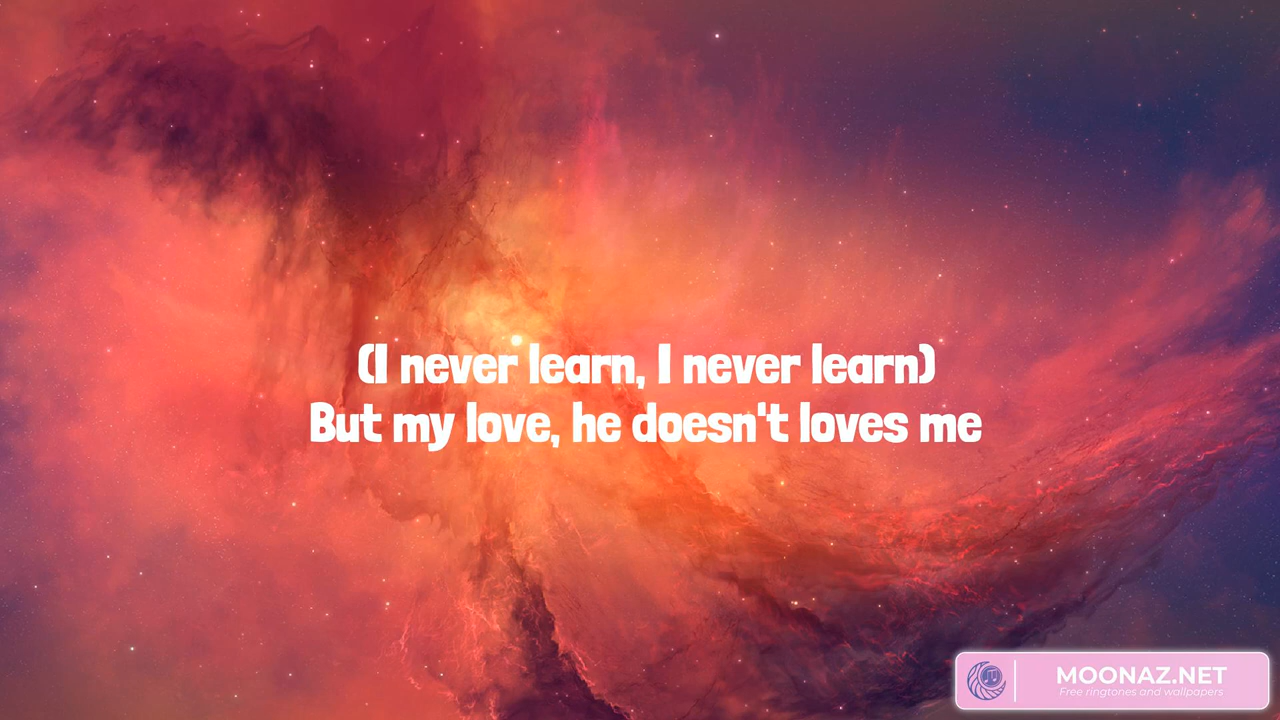 (I never learn, I never learn)
But my love, he doesn't loves me
MOONAZ.NET
Free ringtones and wallpapers